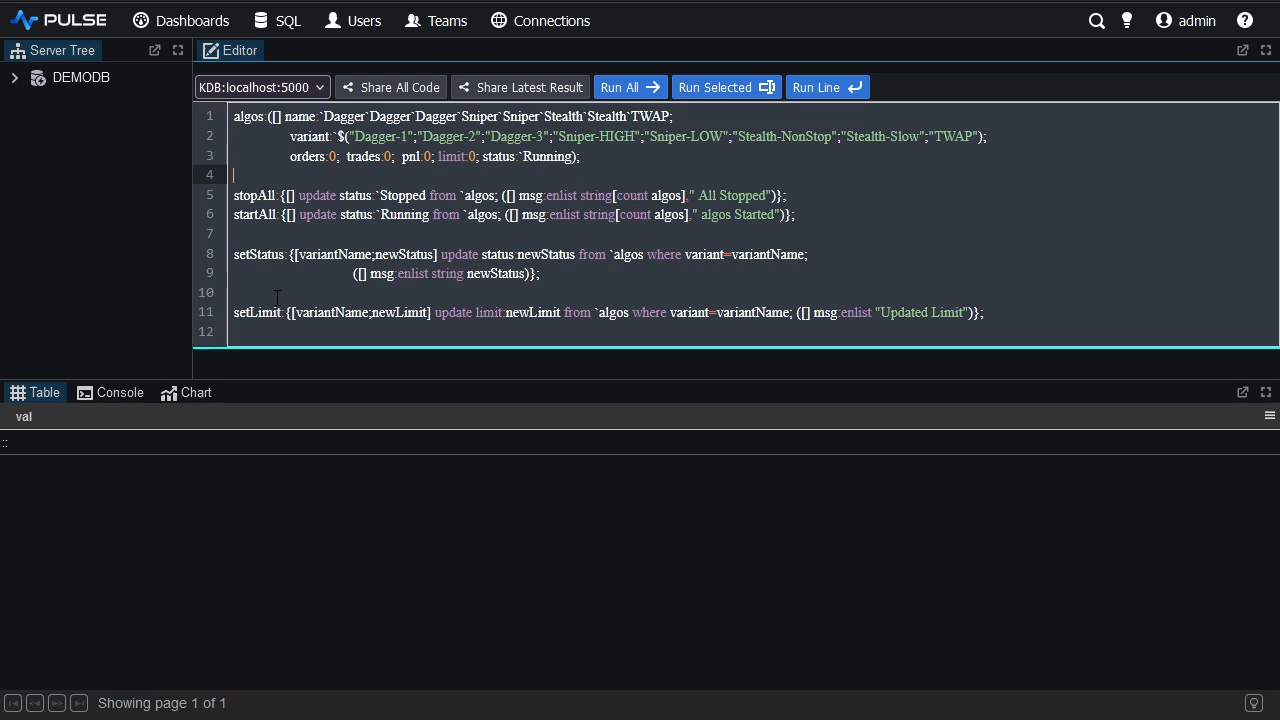 PULSE Dashboards SQL Users Teams Connections admin
Server Tree Editor
DEMODB
KDB:localhost:5000 Share All Code Share Latest Result Run All Run Selected Run Line
1 algos:([] name:`Dagger`Dagger`Dagger`Sniper`Sniper`Stealth`Stealth`TWAP;
2 variant:`$("Dagger-1";"Dagger-2";"Dagger-3";"Sniper-HIGH";"Sniper-LOW";"Stealth-NonStop";"Stealth-Slow";"TWAP");
3 orders:0; trades:0; pnl:0; limit:0; status:`Running);
4
5 stopAll:{[] update status:`Stopped from `algos; ([] msg:enlist string[count algos]," All Stopped")};
6 startAll:{[] update status:`Running from `algos; ([] msg:enlist string[count algos]," algos Started")};
7
8 setStatus:{[variantName;newStatus] update status:newStatus from `algos where variant=variantName;
9 ([] msg:enlist string newStatus)};
10
11 setLimit:{[variantName;newLimit] update limit:newLimit from `algos where variant=variantName; ([] msg:enlist "Updated Limit")};
12
Table Console Chart
val
::
Showing page 1 of 1